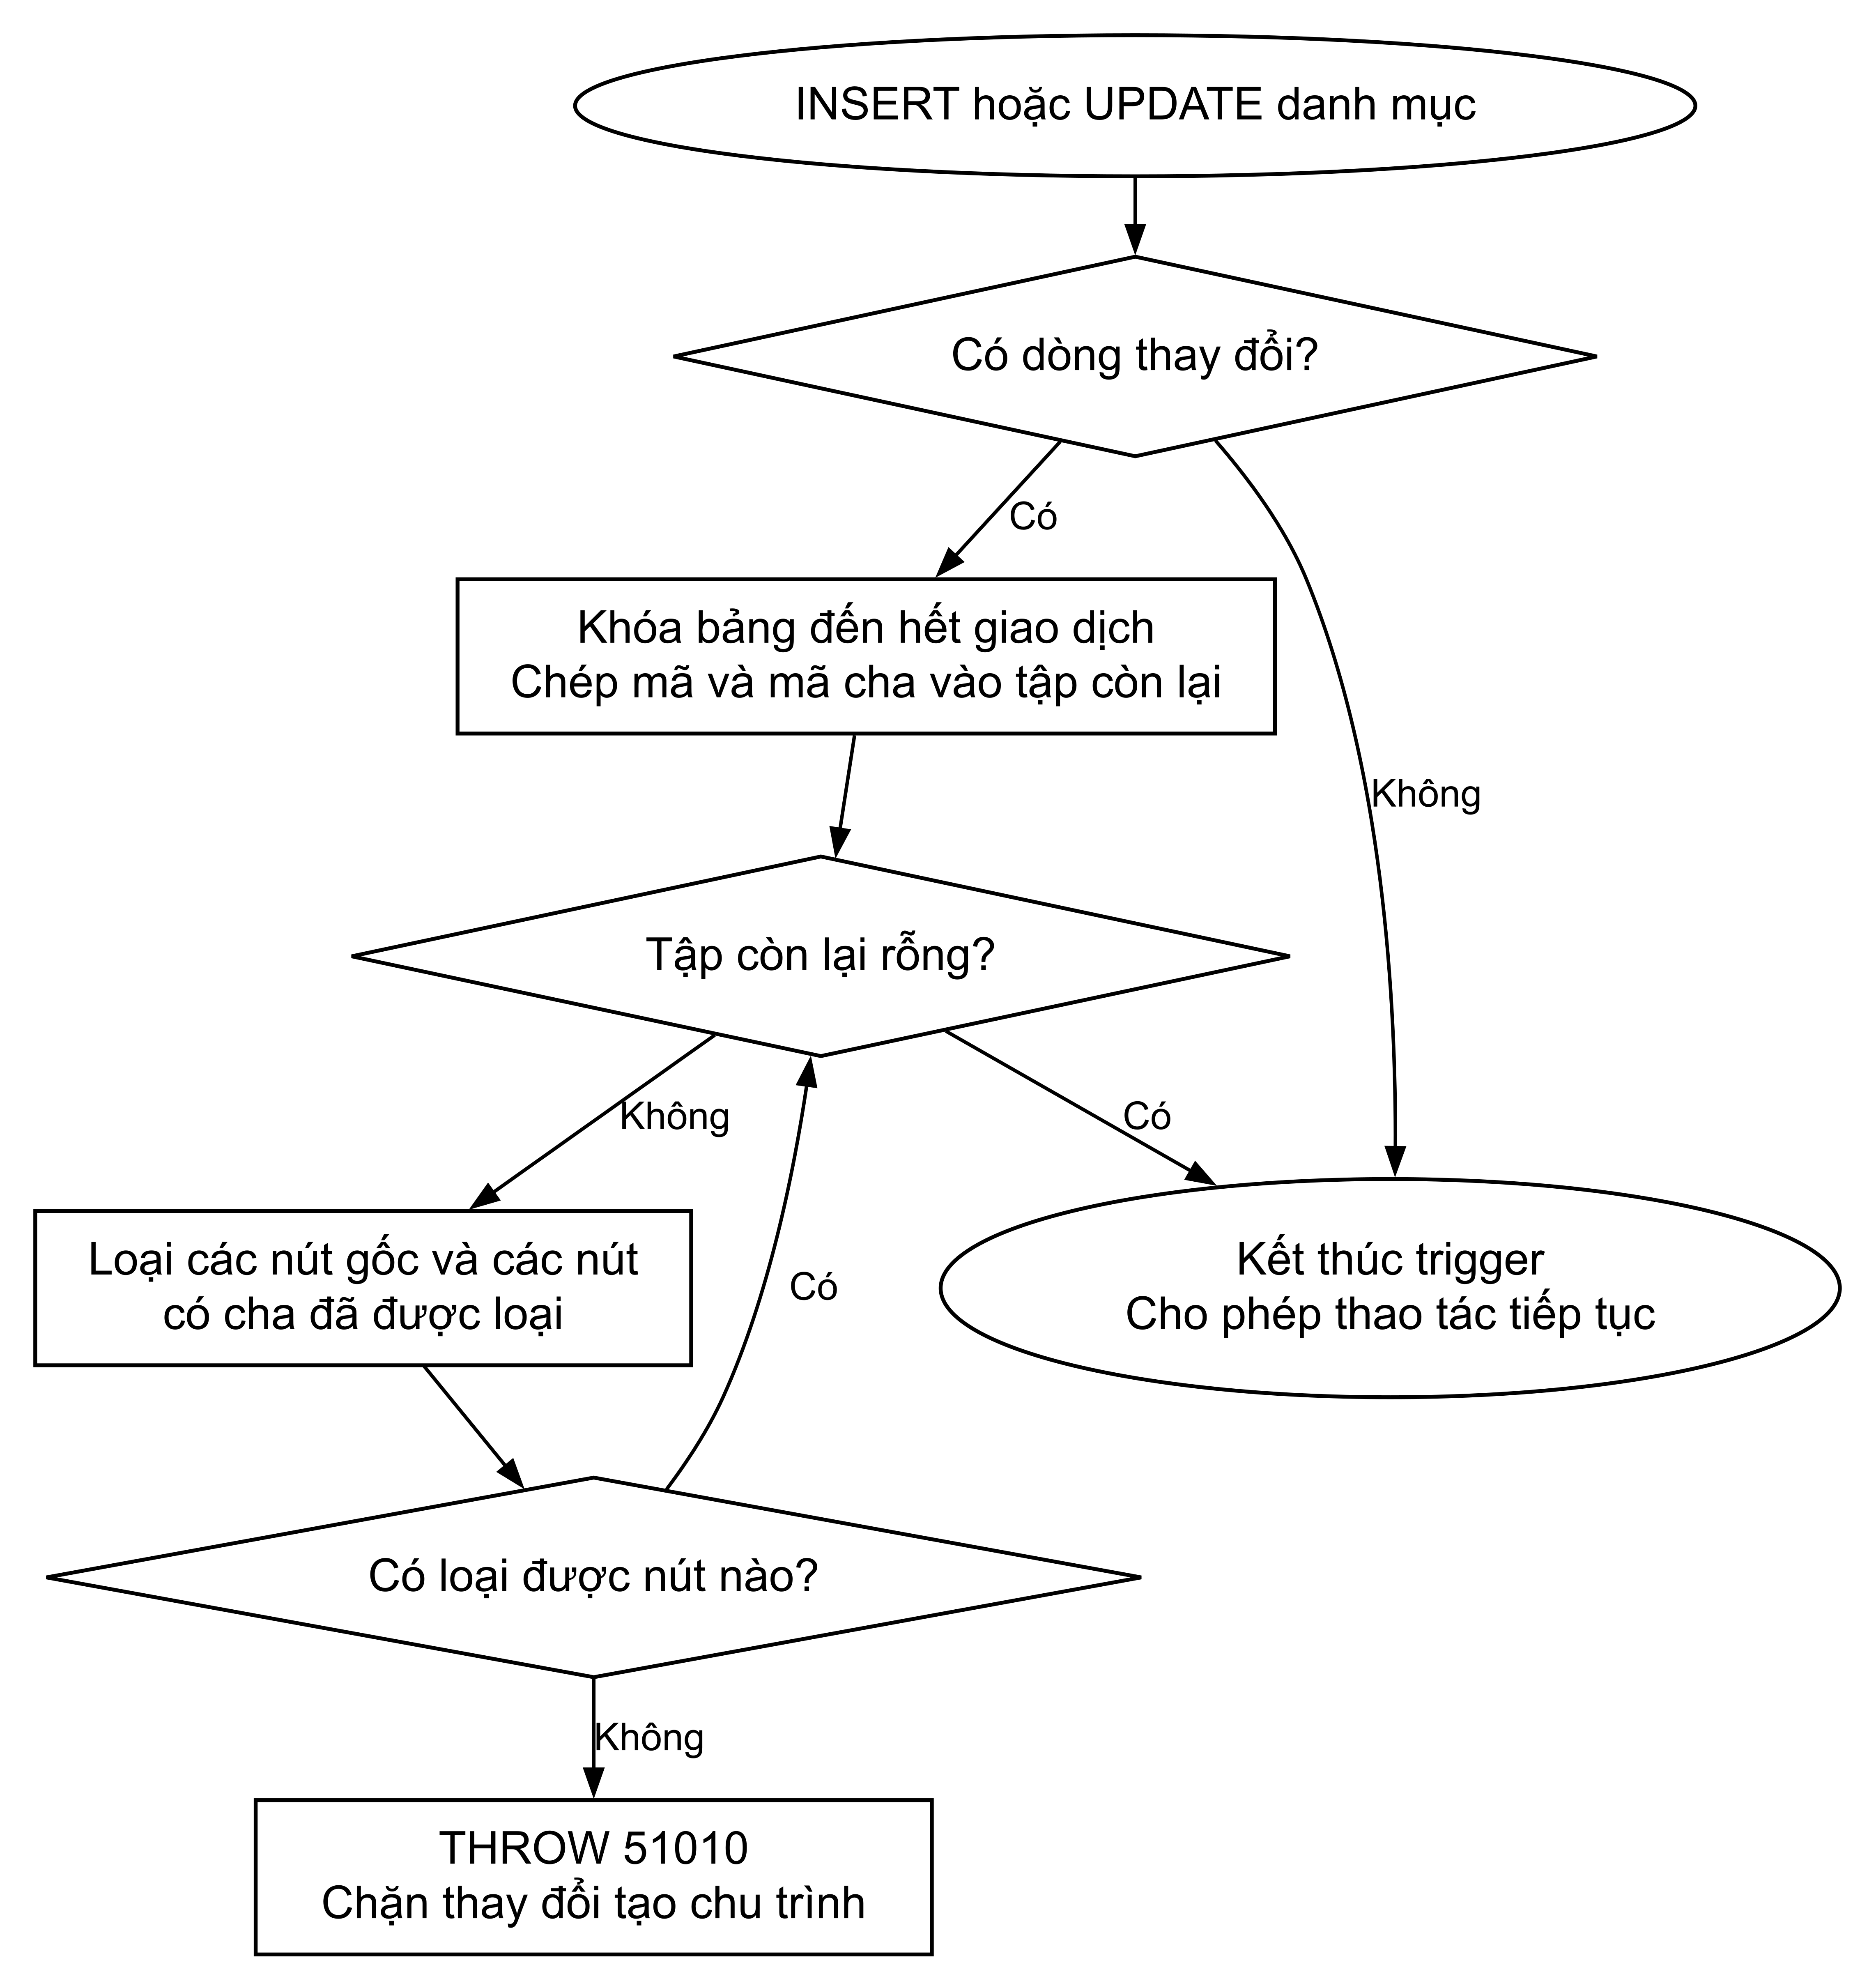 INSERT hoặc UPDATE danh mục
Có dòng thay đổi?
Có
Khóa bảng đến hết giao dịch
Chép mã và mã cha vào tập còn lại
Không
Tập còn lại rỗng?
Không
Có
Loại các nút gốc và các nút
có cha đã được loại
Có
Kết thúc trigger
Cho phép thao tác tiếp tục
Có loại được nút nào?
Không
THROW 51010
Chặn thay đổi tạo chu trình